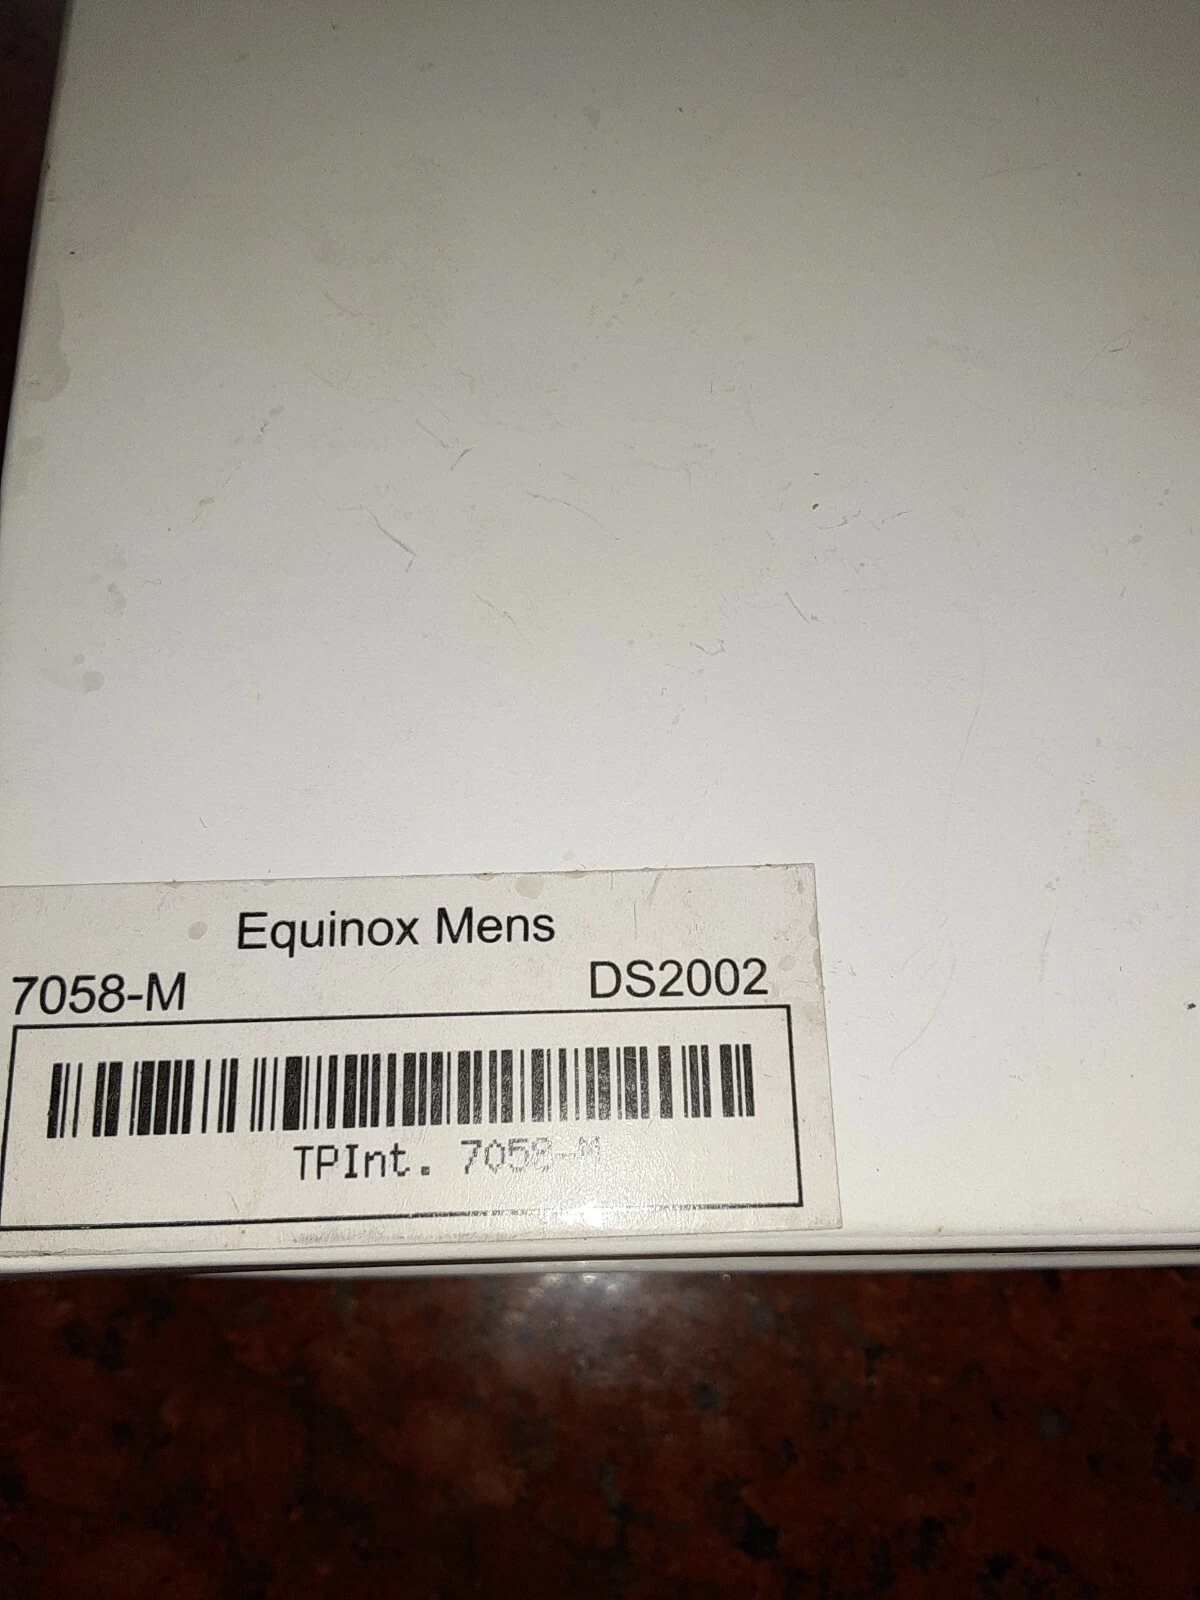 Equinox Mens
7058-M DS2002
TPInt. 7058-M